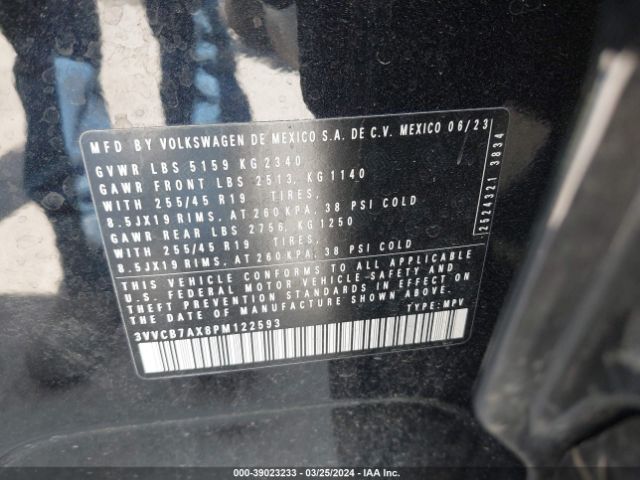 MFD BY VOLKSWAGEN DE MEXICO S.A. DE C.V. MEXICO 06/23
GVWR LBS 5159 KG 2340
GAWR FRONT LBS 2513, KG 1140
WITH 255/45 R19 TIRES,
8.5JX19 RIMS, AT 260 KPA, 38 PSI COLD
GAWR REAR LBS 2756, KG 1250
WITH 255/45 R19 TIRES,
8.5JX19 RIMS, AT 260 KPA, 38 PSI COLD
THIS VEHICLE CONFORMS TO ALL APPLICABLE
U.S. FEDERAL MOTOR VEHICLE SAFETY AND
THEFT PREVENTION STANDARDS IN EFFECT ON
THE DATE OF MANUFACTURE SHOWN ABOVE.
3VVCB7AX8PM122593 TYPE: MPV
2524321 3834
000-39023233 - 03/25/2024 - IAA Inc.